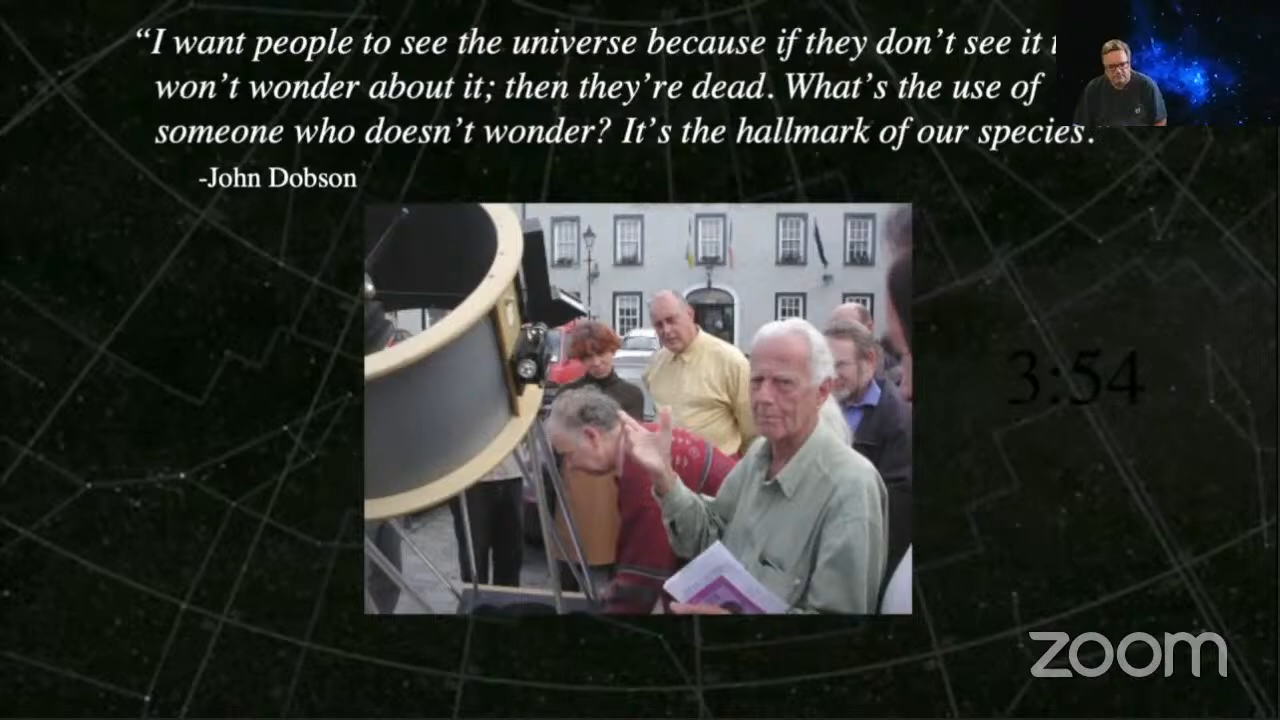 “I want people to see the universe because if they don’t see it
won’t wonder about it; then they’re dead. What’s the use of
someone who doesn’t wonder? It’s the hallmark of our species.
-John Dobson
3:54
zoom